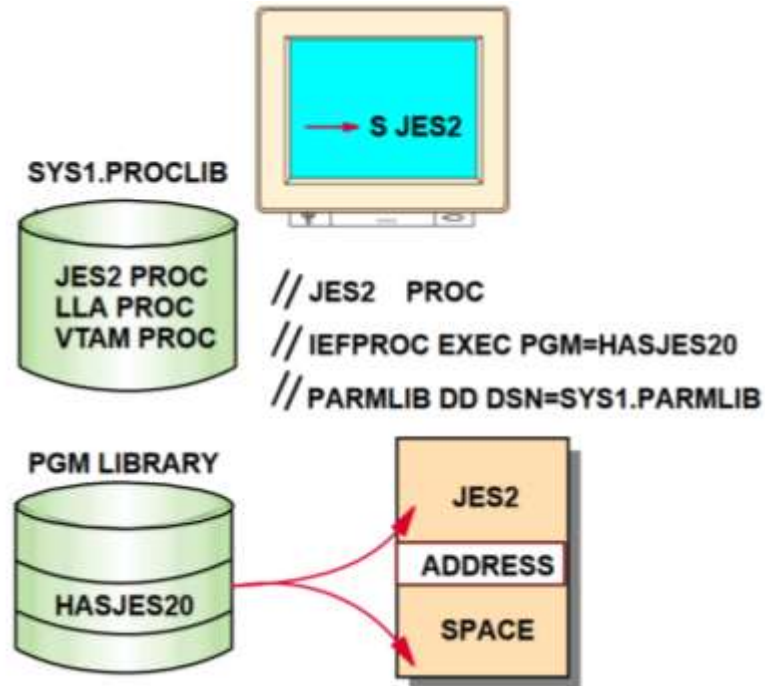 S JES2
SYS1.PROCLIB
JES2 PROC
LLA PROC
VTAM PROC
// JES2 PROC
// IEFPROC EXEC PGM=HASJES20
// PARMLIB DD DSN=SYS1.PARMLIB
PGM LIBRARY
HASJES20
JES2
ADDRESS
SPACE